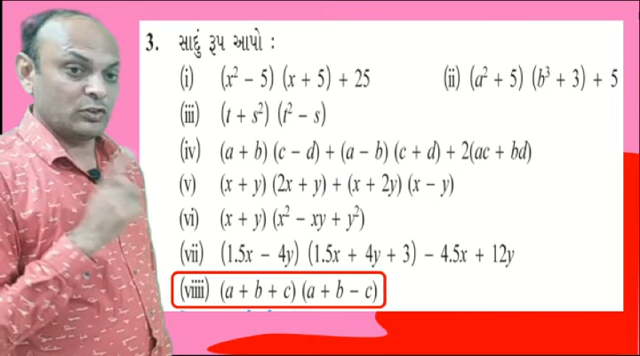 3. સાદું રૂપ આપો :
(i) (x² − 5) (x + 5) + 25 (ii) (a² + 5) (b³ + 3) + 5
(iii) (t + s²) (t² − s)
(iv) (a + b) (c − d) + (a − b) (c + d) + 2(ac + bd)
(v) (x + y) (2x + y) + (x + 2y) (x − y)
(vi) (x + y) (x² − xy + y²)
(vii) (1.5x − 4y) (1.5x + 4y + 3) − 4.5x + 12y
(viiii) (a + b + c) (a + b − c)